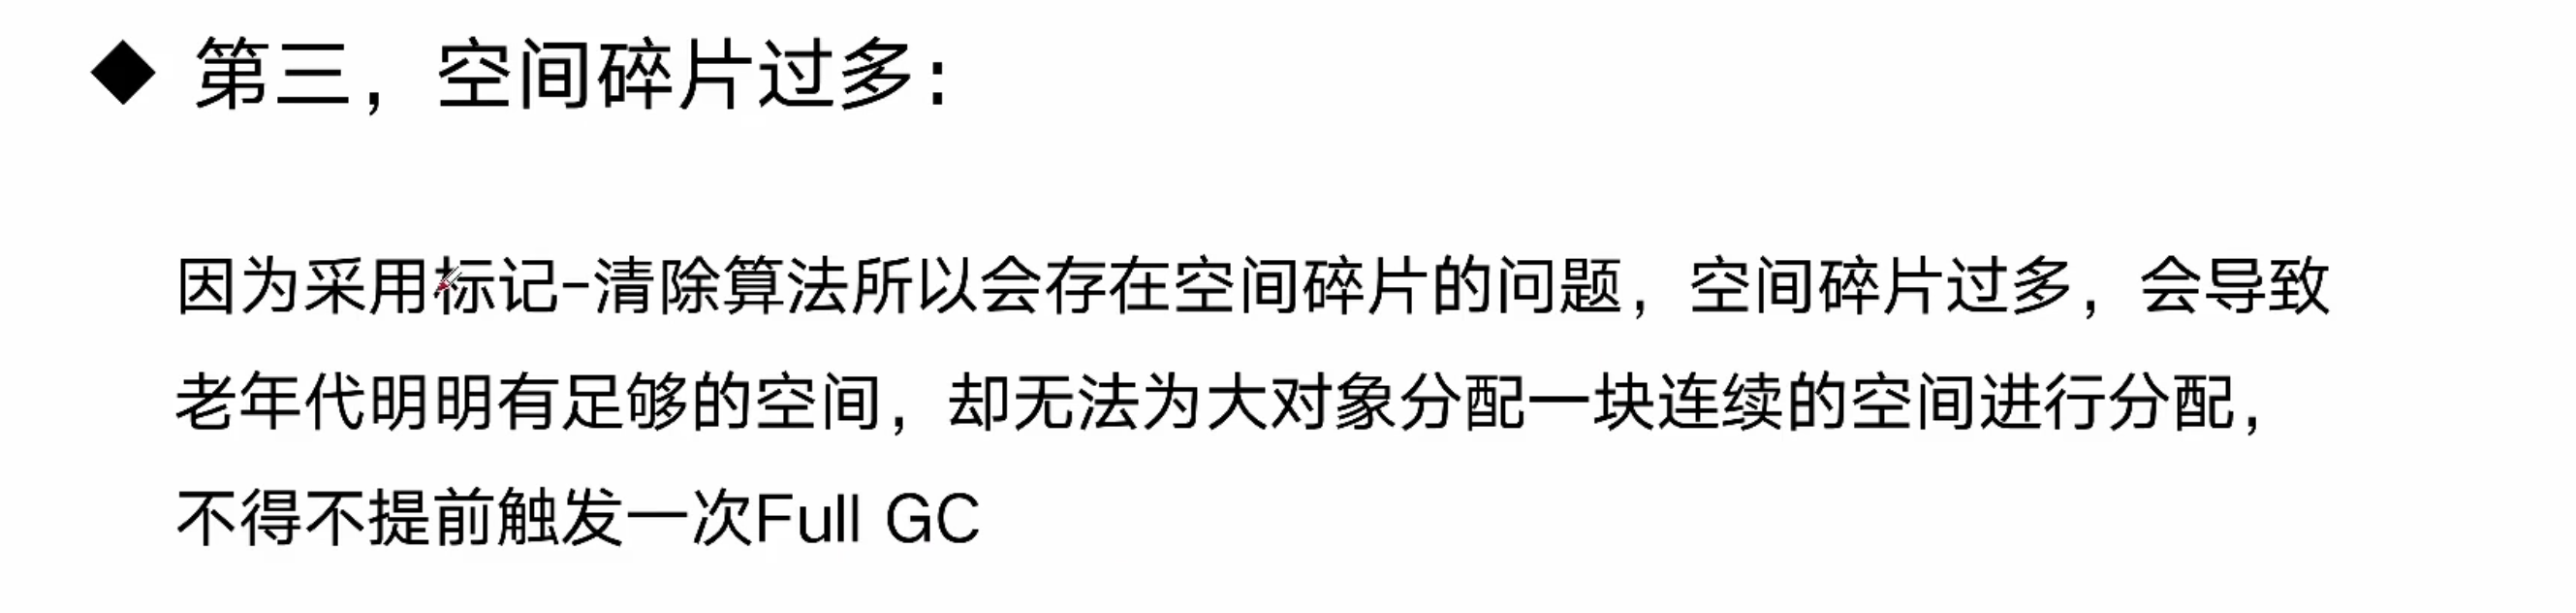 ◆ 第三，空间碎片过多：
因为采用标记-清除算法所以会存在空间碎片的问题，空间碎片过多，会导致
老年代明明有足够的空间，却无法为大对象分配一块连续的空间进行分配，
不得不提前触发一次Full GC